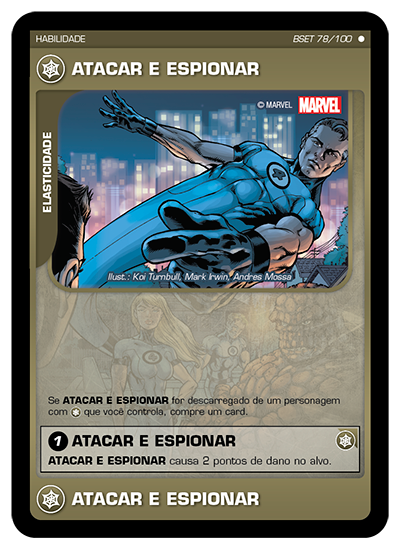 HABILIDADE
BSET 78/100
ATACAR E ESPIONAR
© MARVEL
MARVEL
ELASTICIDADE
Ilust.: Koi Turnbull, Mark Irwin, Andres Mossa
Se ATACAR E ESPIONAR for descarregado de um personagem
com que você controla, compre um card.
1 ATACAR E ESPIONAR
ATACAR E ESPIONAR causa 2 pontos de dano no alvo.
ATACAR E ESPIONAR